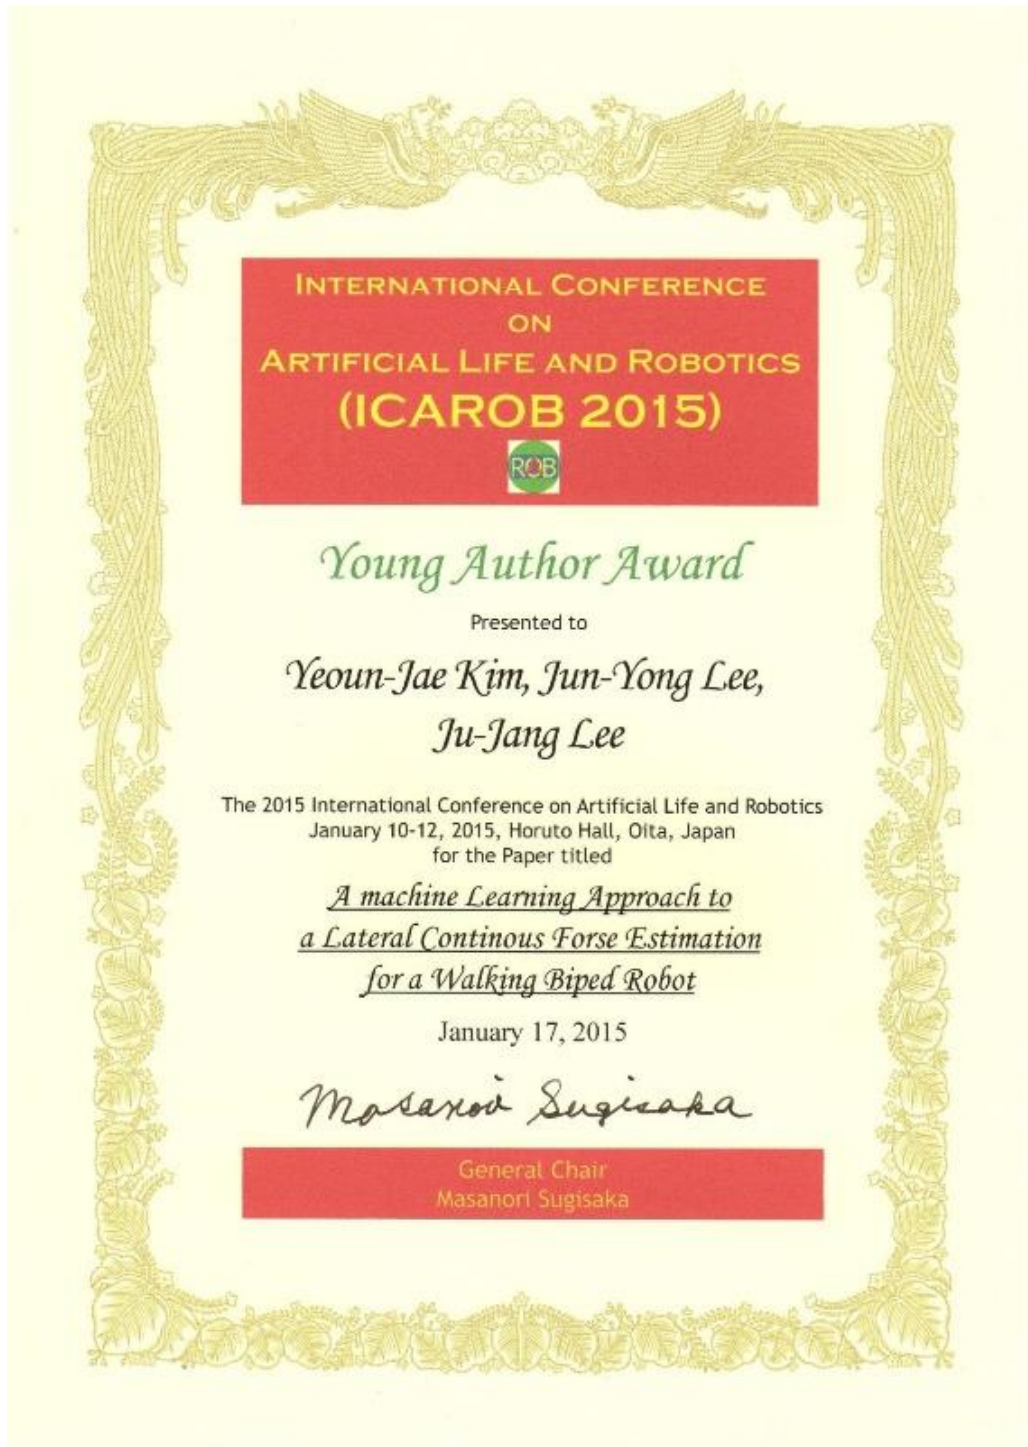 INTERNATIONAL CONFERENCE
ON
ARTIFICIAL LIFE AND ROBOTICS
(ICAROB 2015)
ROB
Young Author Award
Presented to
Yeoun-Jae Kim, Jun-Yong Lee,
Ju-Jang Lee
The 2015 International Conference on Artificial Life and Robotics
January 10-12, 2015, Horuto Hall, Oita, Japan
for the Paper titled
A machine Learning Approach to
a Lateral Continous Forse Estimation
for a Walking Biped Robot
January 17, 2015
Masanori Sugisaka
General Chair
Masanori Sugisaka